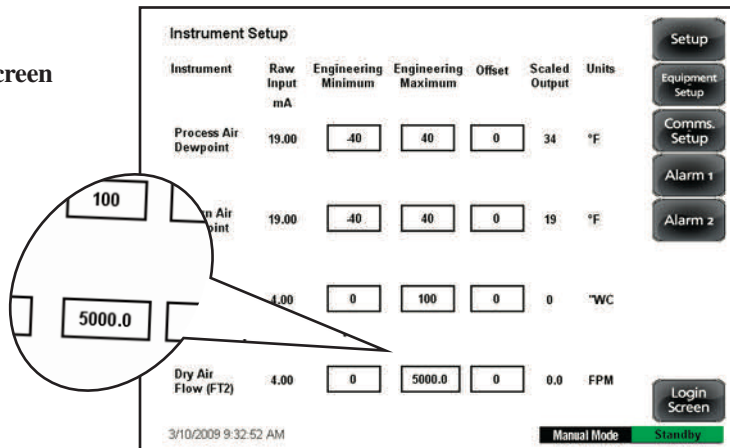 creen
Instrument Setup
Instrument Raw Input mA Engineering Minimum Engineering Maximum Offset Scaled Output Units
Process Air Dewpoint 19.00 -40 40 0 34 °F
n Air 19.00 -40 40 0 19 °F
4.00 0 100 0 0 "WC
Dry Air Flow (FT2) 4.00 0 5000.0 0 0.0 FPM
100
5000.0
3/10/2009 9:32:52 AM
Manual Mode Standby
Setup
Equipment Setup
Comms. Setup
Alarm 1
Alarm 2
Login Screen